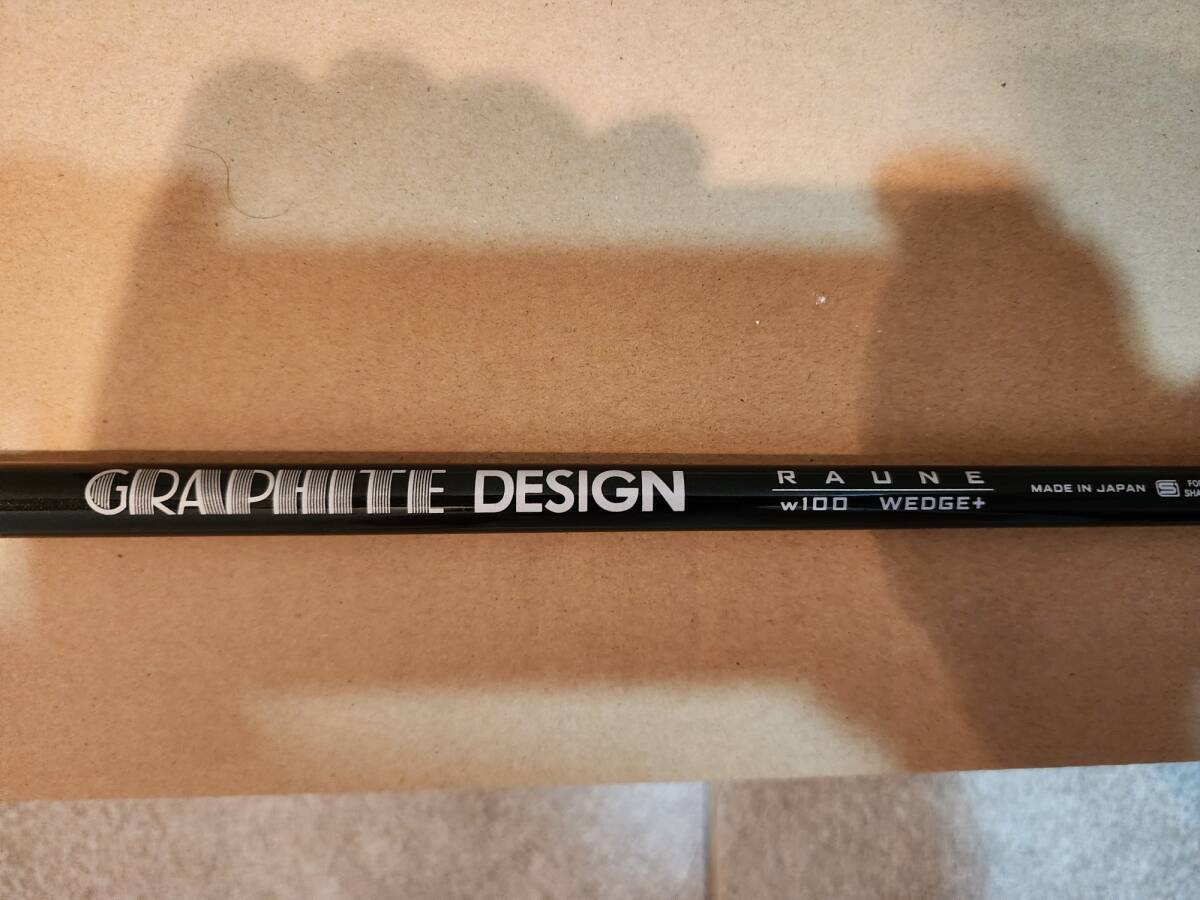 GRAPHITE DESIGN
RAUNE
w100 WEDGE+
MADE IN JAPAN
S